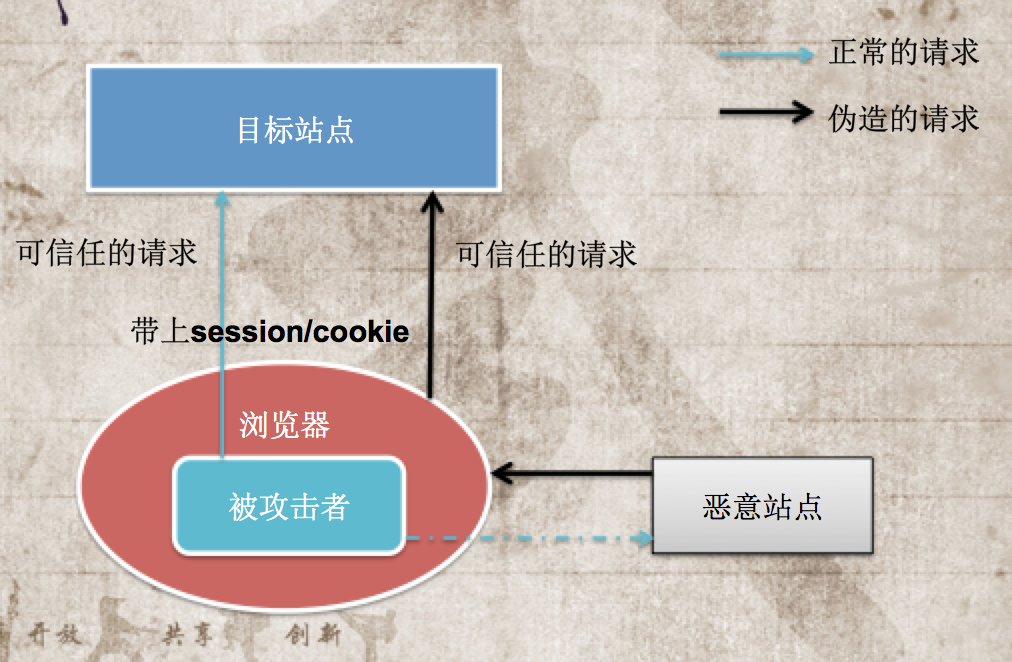 正常的请求
目标站点
伪造的请求
可信任的请求
可信任的请求
带上session/cookie
浏览器
被攻击者
恶意站点
开放 共享 创新